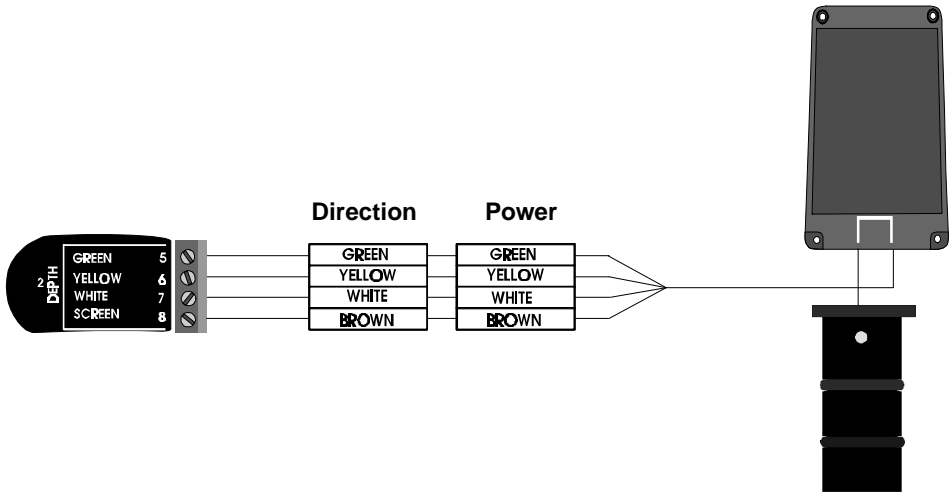 Direction Power
2 DEPTH
GREEN 5 GREEN GREEN
YELLOW 6 YELLOW YELLOW
WHITE 7 WHITE WHITE
SCREEN 8 BROWN BROWN